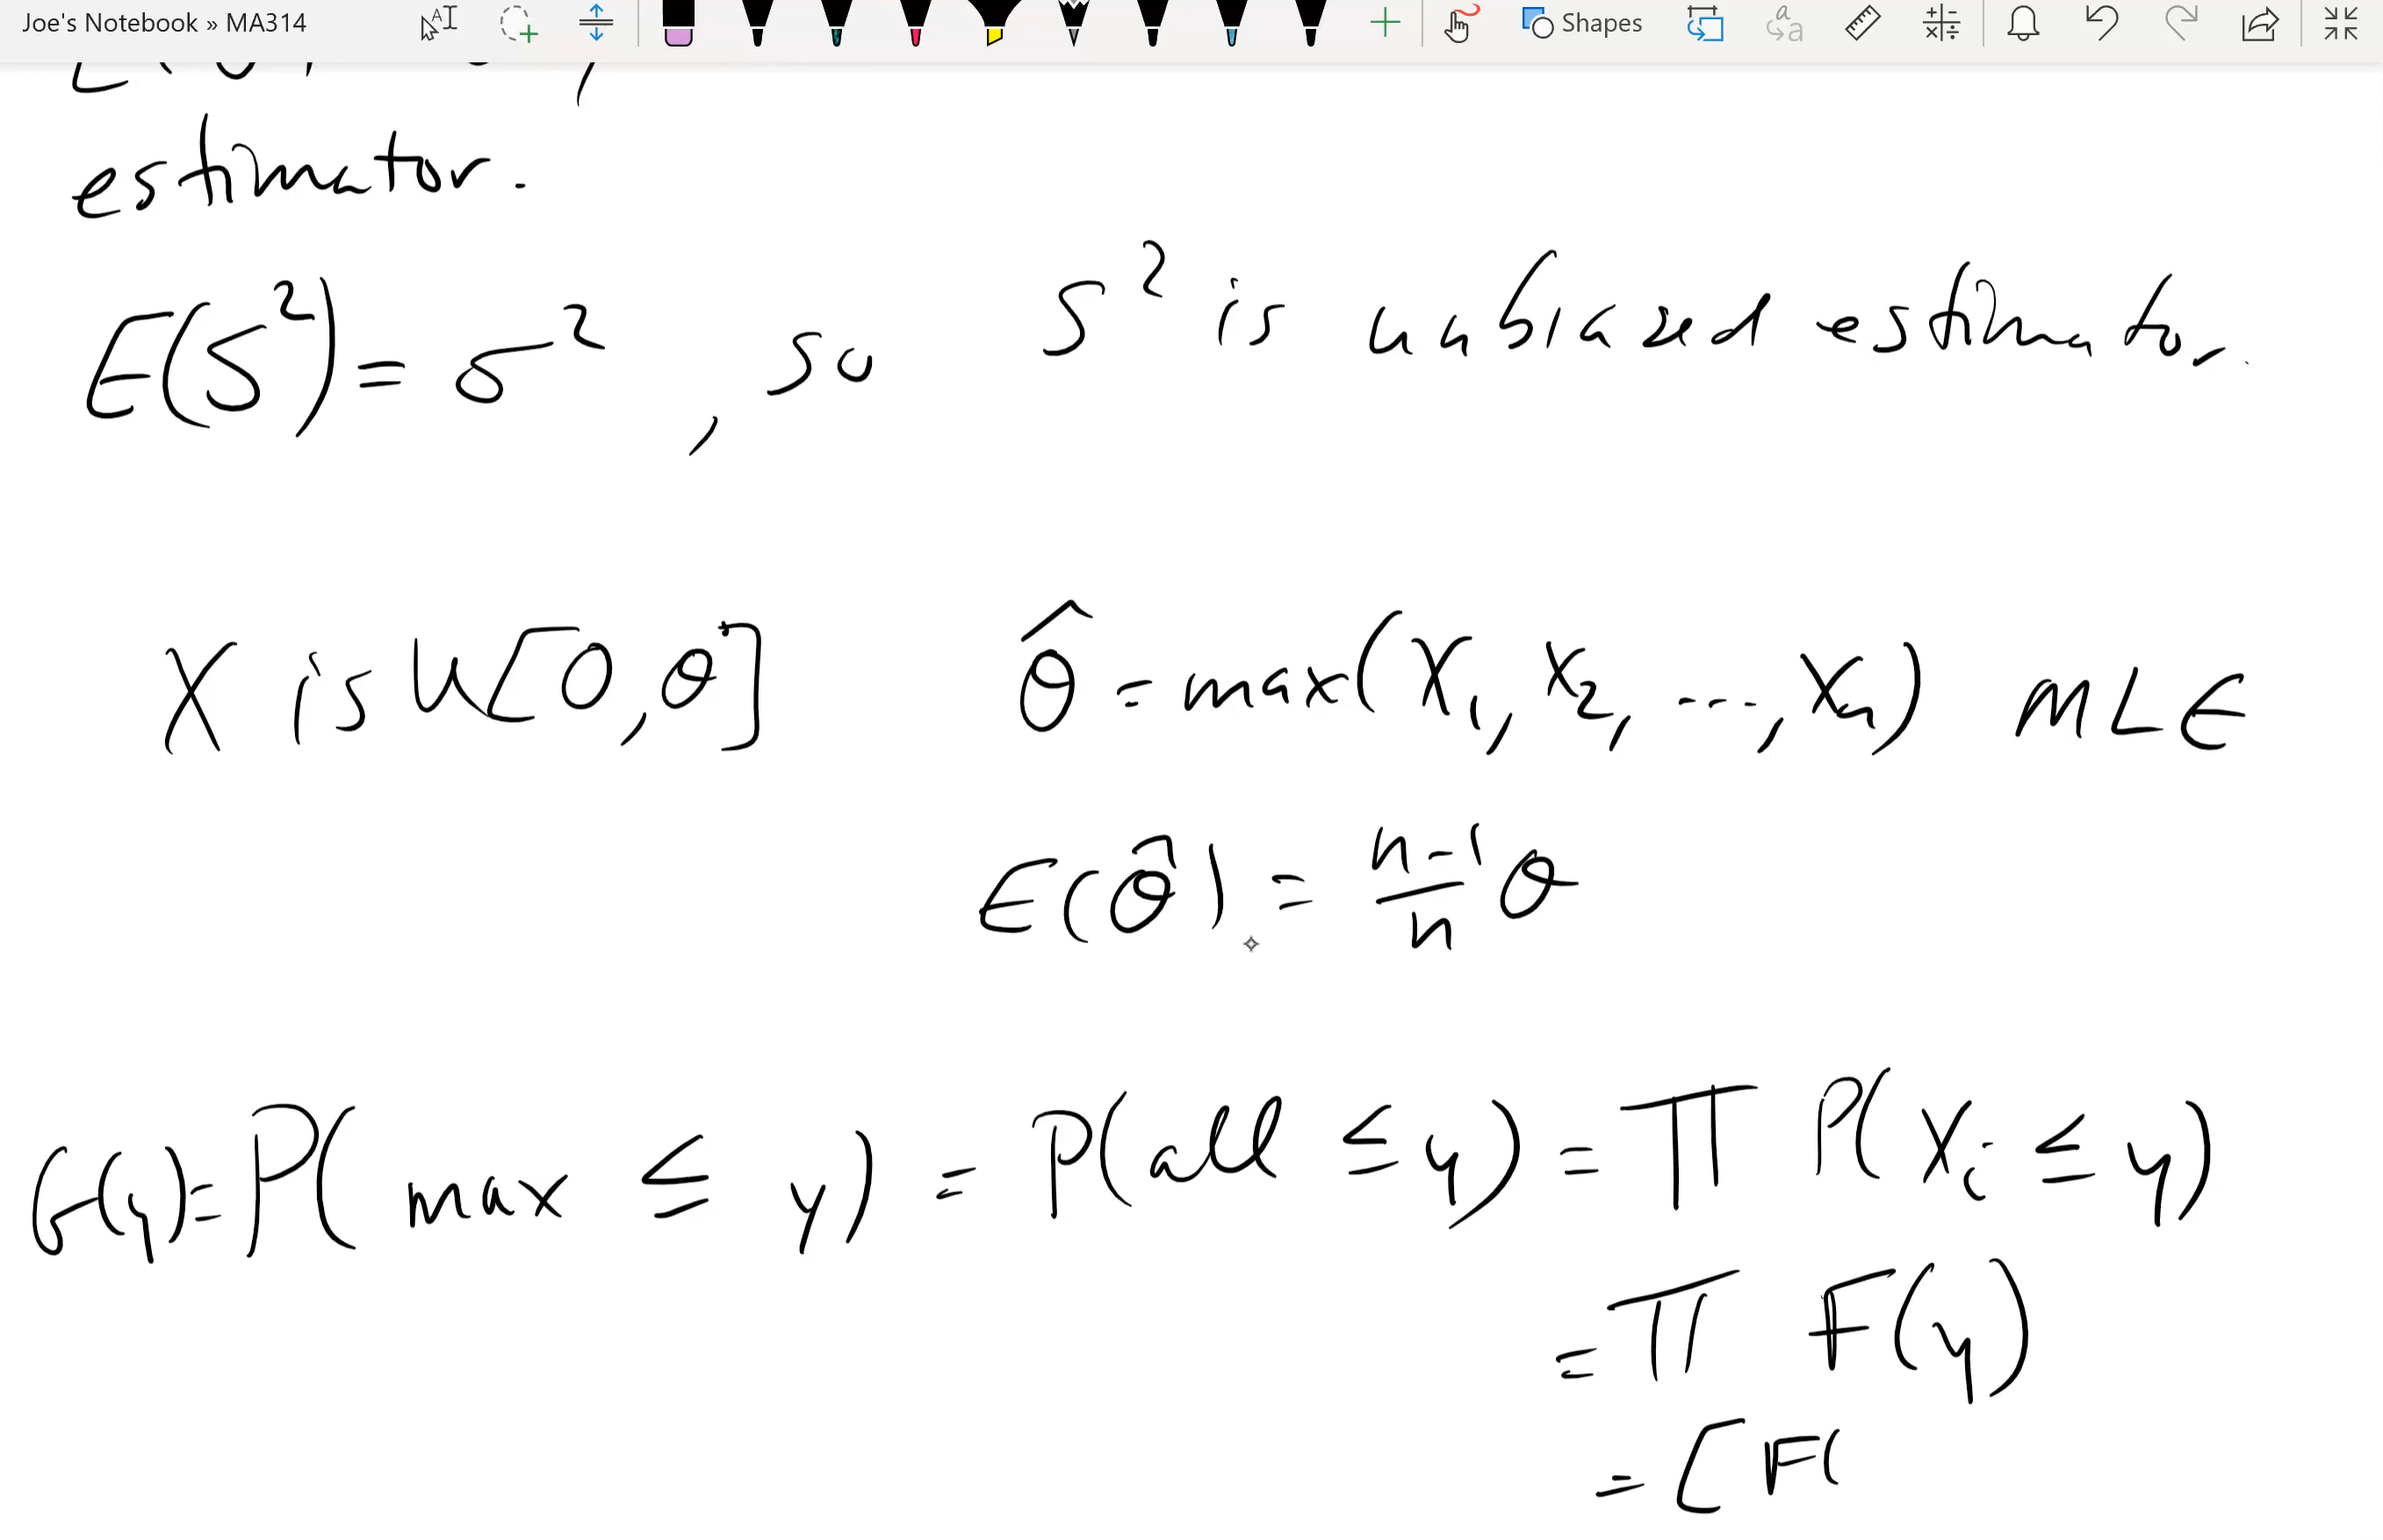 Joe's Notebook » MA314
Shapes
estimator.
E(S²) = σ², so S² is unbiased estimator.
X is U[0, θ] θ̂ = max(X₁, X₂, ..., Xₙ) MLE
E(θ̂) = n-1/n θ
G(y) = P(max ≤ y) = P(all ≤ y) = Π P(Xᵢ ≤ y)
= Π F(y)
= [F(